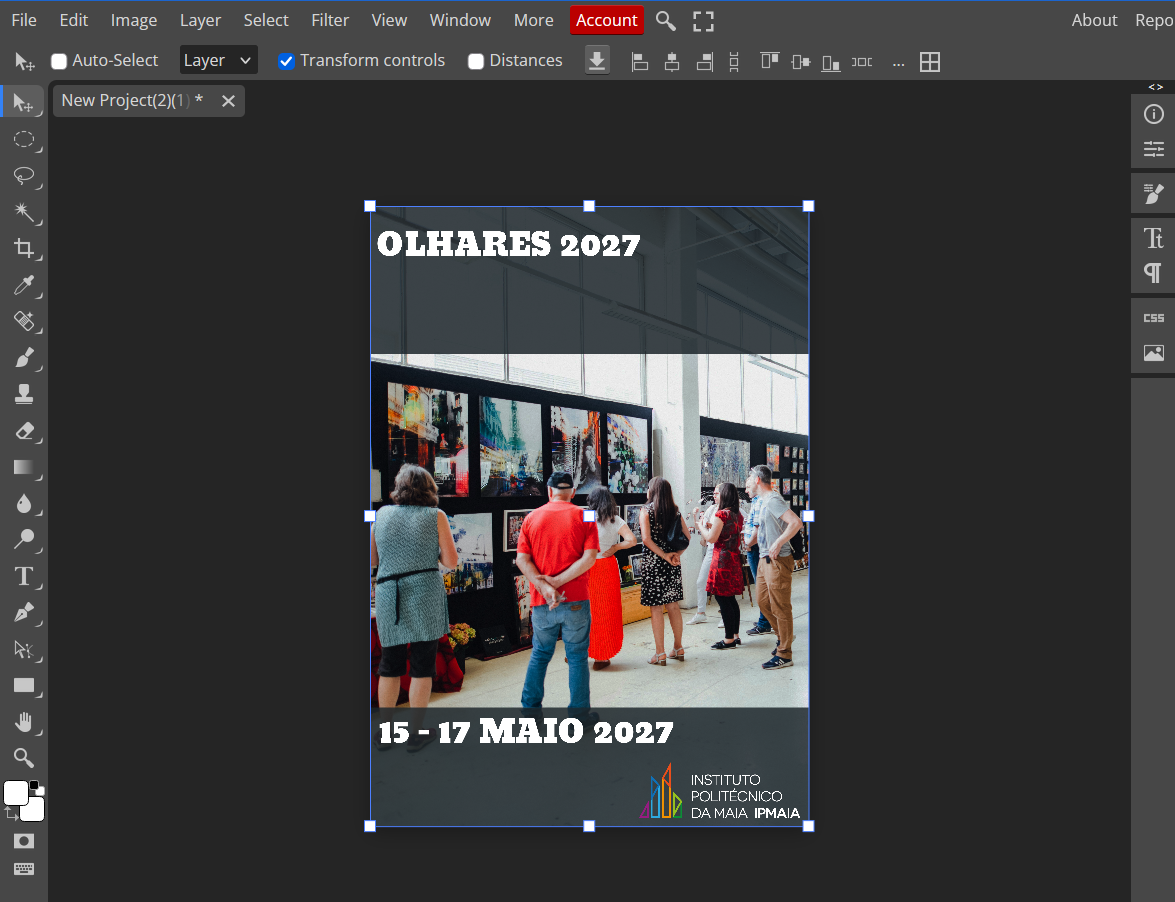 File Edit Image Layer Select Filter View Window More Account About Repo
Auto-Select Layer Transform controls Distances ...
New Project(2)(1) *
<>
CSS
OLHARES 2027
15 - 17 MAIO 2027
INSTITUTO
POLITÉCNICO
DA MAIA IPMAIA